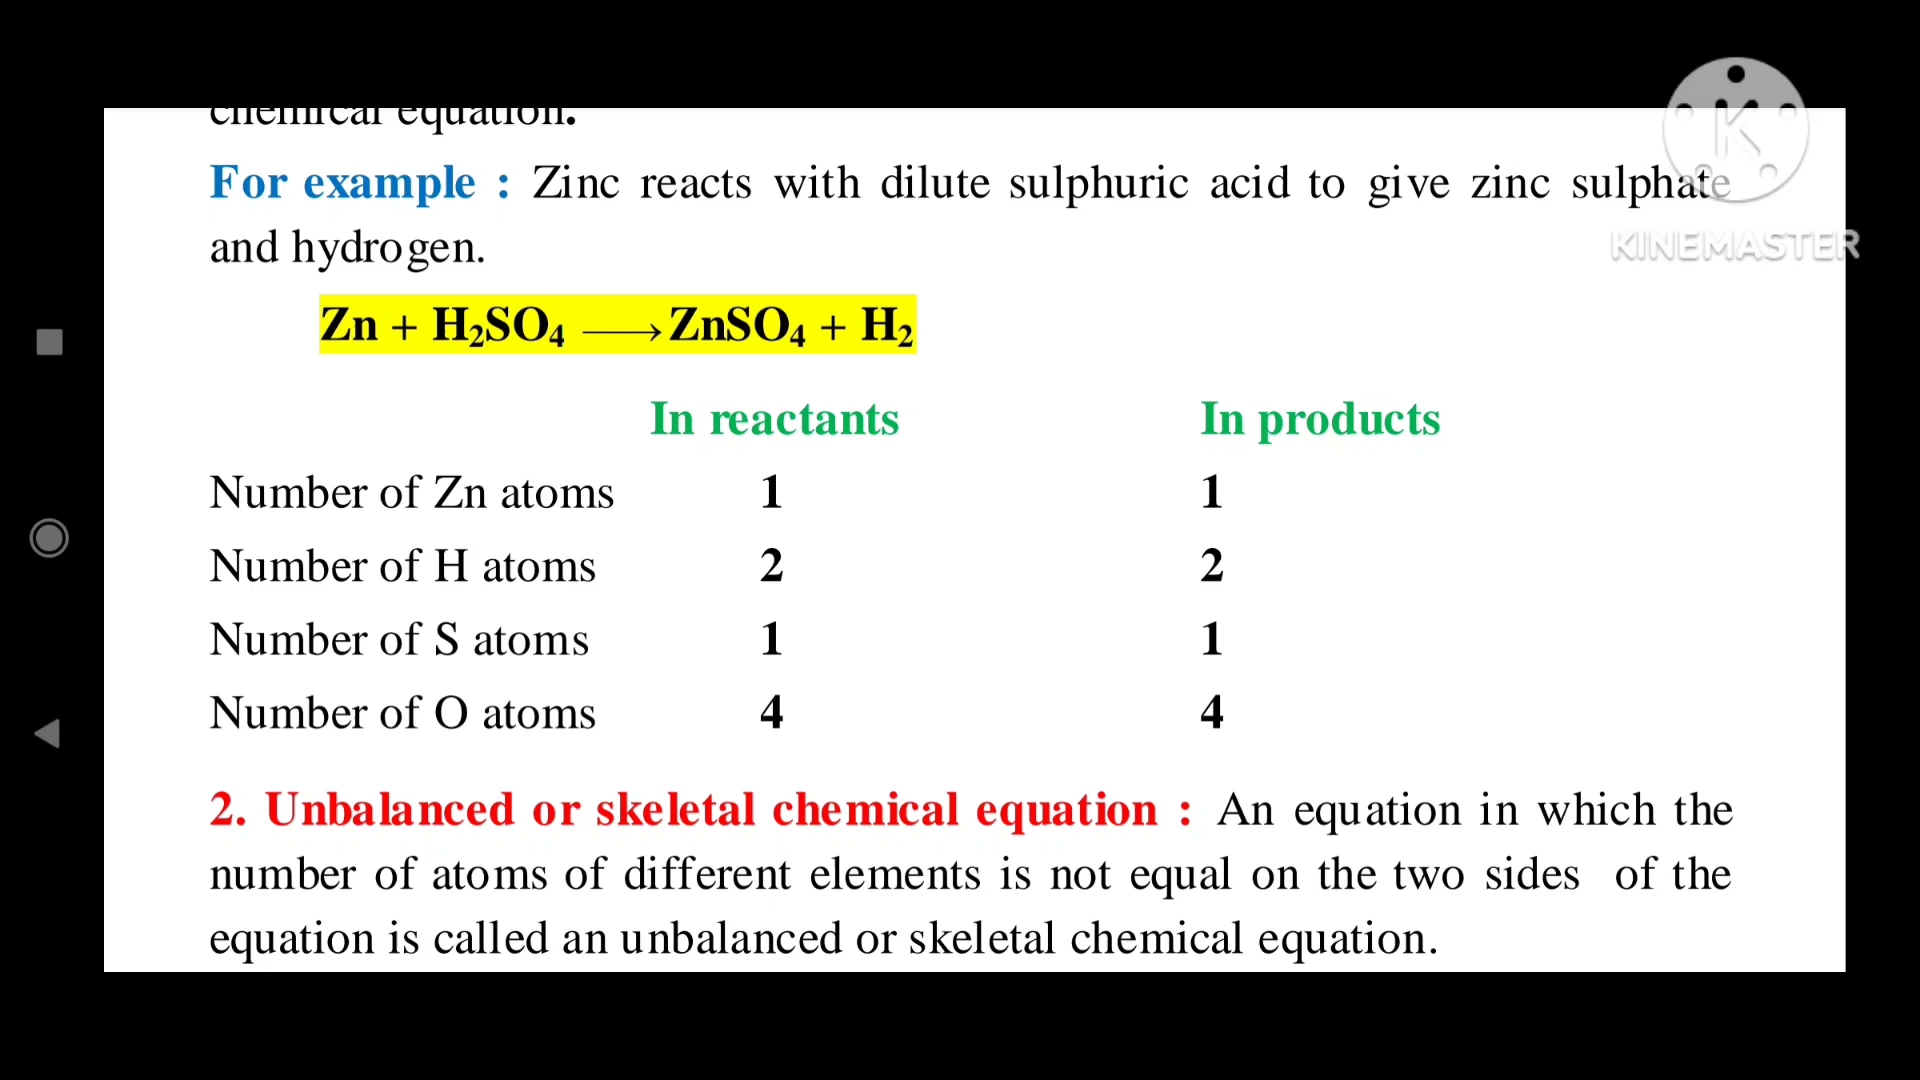 chemical equation.
For example : Zinc reacts with dilute sulphuric acid to give zinc sulphate
and hydrogen.
Zn + H₂SO₄ ⟶ ZnSO₄ + H₂
In reactants In products
Number of Zn atoms 1 1
Number of H atoms 2 2
Number of S atoms 1 1
Number of O atoms 4 4
2. Unbalanced or skeletal chemical equation : An equation in which the
number of atoms of different elements is not equal on the two sides of the
equation is called an unbalanced or skeletal chemical equation.
K
KINEMASTER